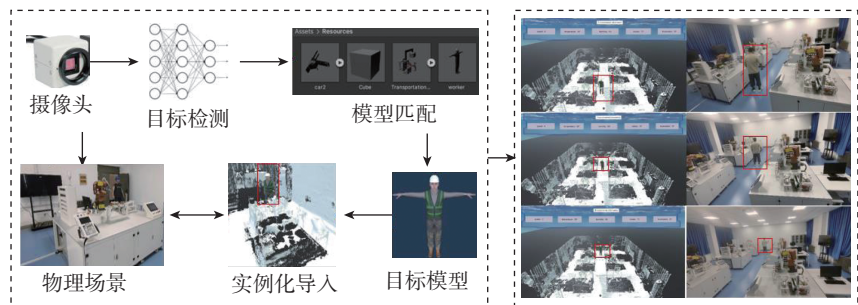 Assets > Resources
car3
Cube
Transportation...
worker
摄像头
目标检测
模型匹配
物理场景
实例化导入
目标模型